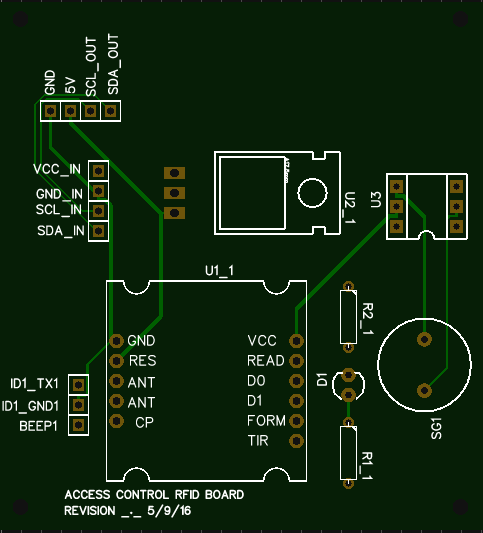 GND
5V
SCL_OUT
SDA_OUT
VCC_IN
GND_IN
SCL_IN
SDA_IN
U2_1
U3
U1_1
GND
RES
ANT
ANT
CP
VCC
READ
D0
D1
FORM
TIR
R2_1
D1
R1_1
SG1
ID1_TX1
ID1_GND1
BEEP1
ACCESS CONTROL RFID BOARD
REVISION _._ 5/9/16